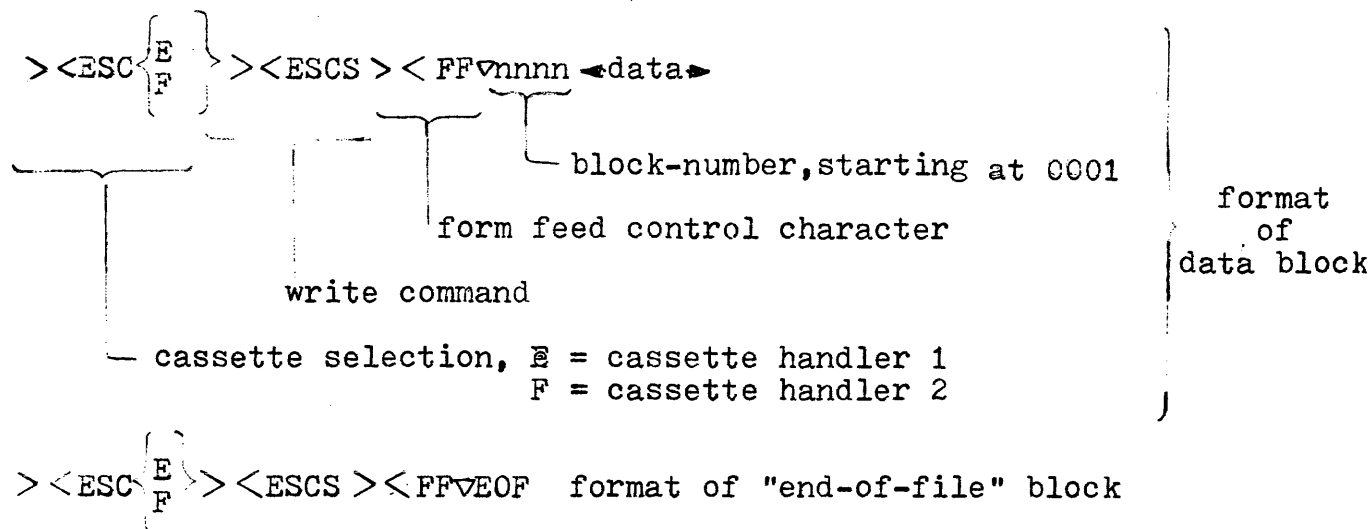 ><ESC{E
F}><ESCS><FF▽nnnn ◄data►
block-number,starting at 0001
form feed control character
format
of
data block
write command
cassette selection, E = cassette handler 1
F = cassette handler 2
><ESC{E
F}><ESCS><FF▽EOF format of "end-of-file" block